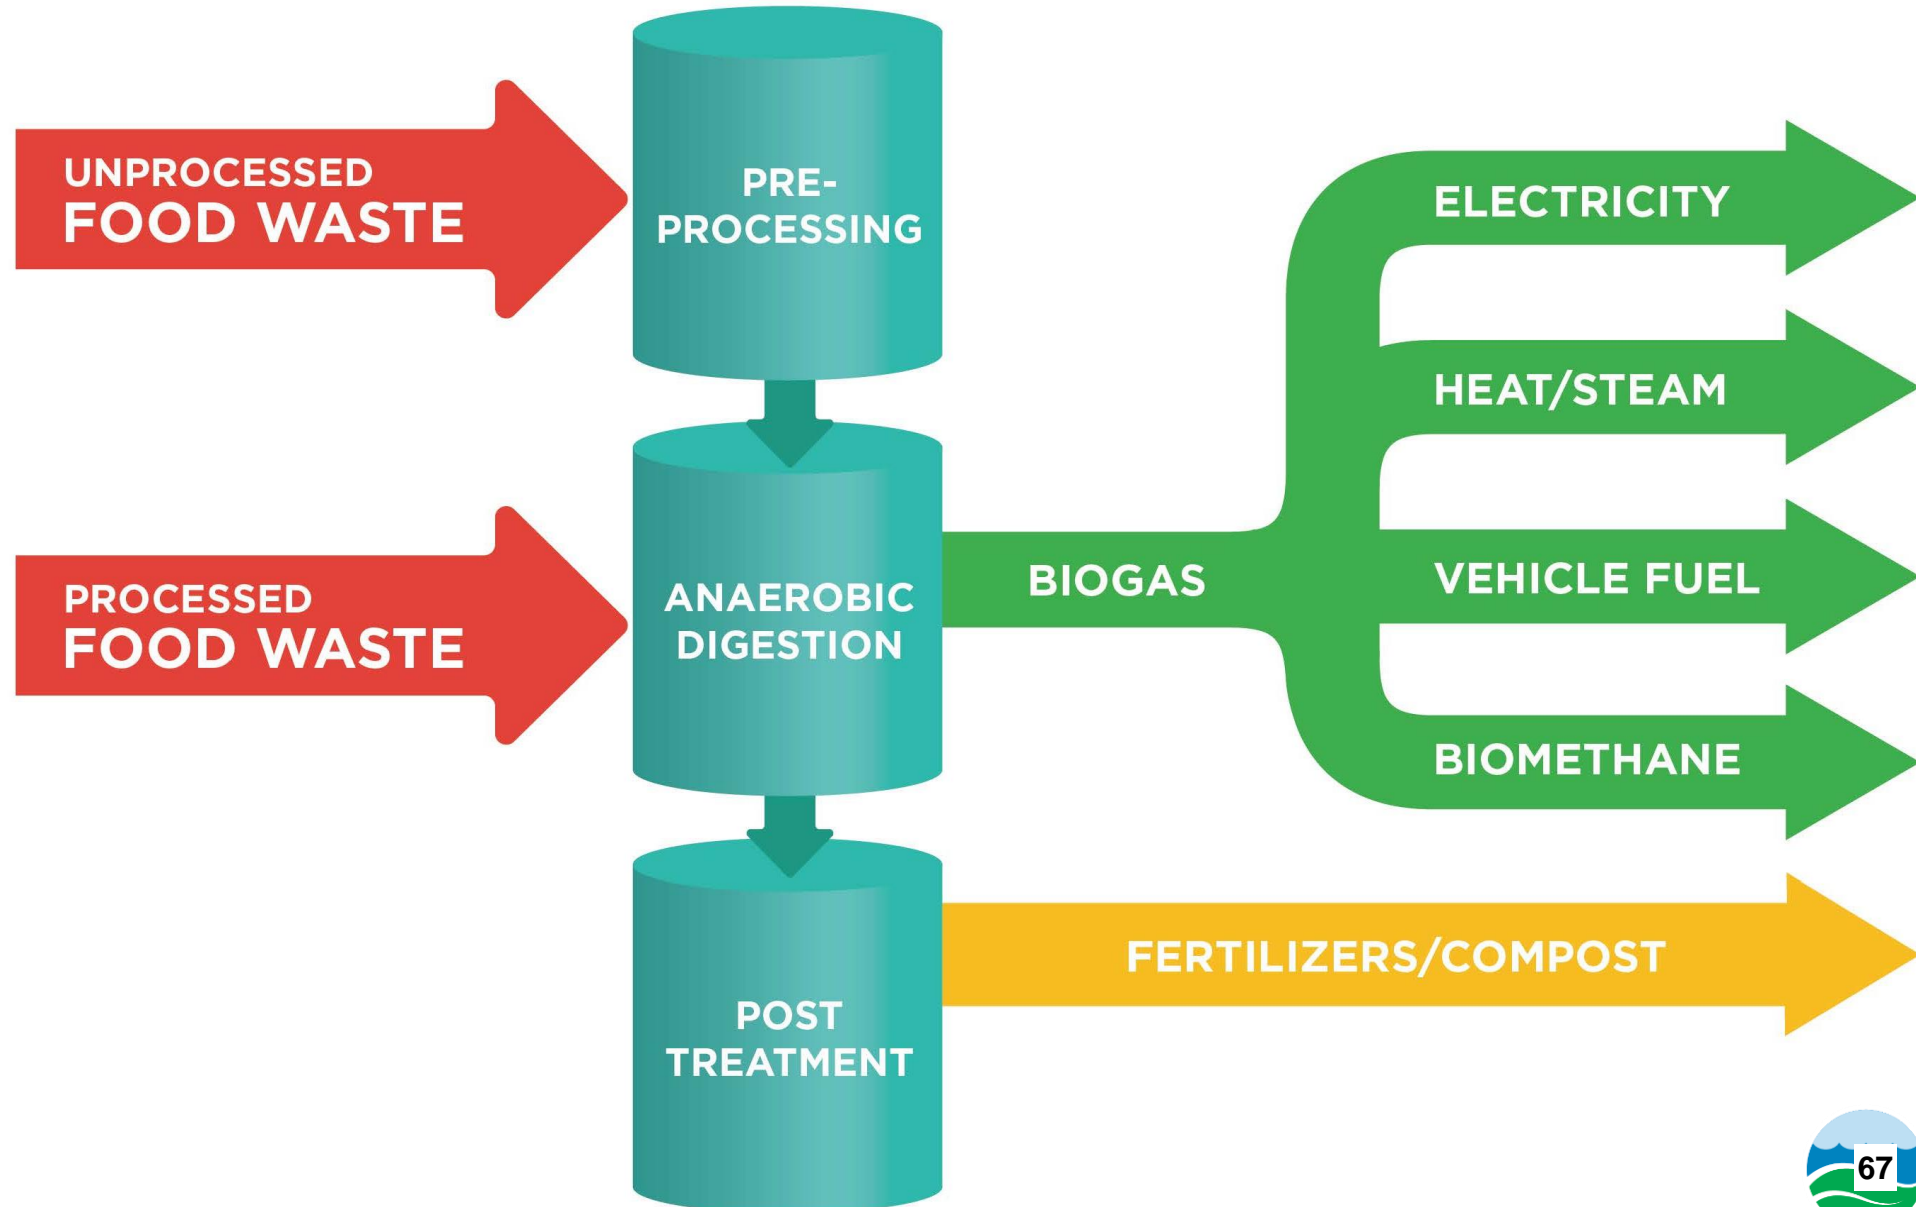 UNPROCESSED
FOOD WASTE
PRE-
PROCESSING
ELECTRICITY
HEAT/STEAM
PROCESSED
FOOD WASTE
ANAEROBIC
DIGESTION
BIOGAS
VEHICLE FUEL
BIOMETHANE
FERTILIZERS/COMPOST
POST
TREATMENT
67